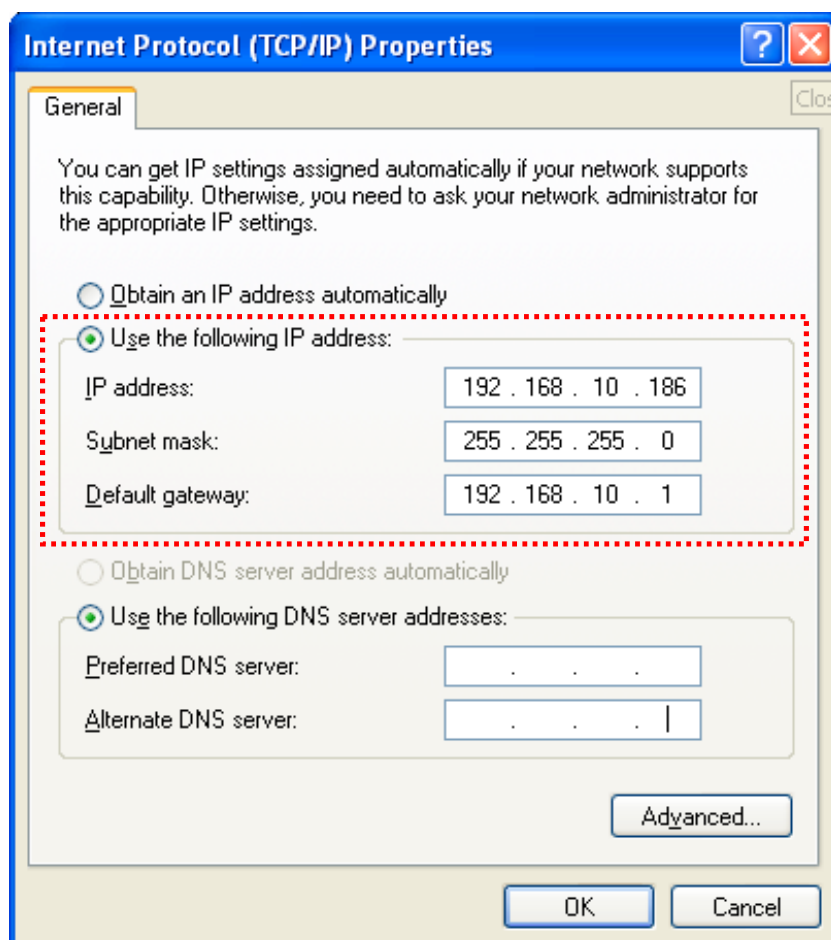 Internet Protocol (TCP/IP) Properties
General
You can get IP settings assigned automatically if your network supports
this capability. Otherwise, you need to ask your network administrator for
the appropriate IP settings.
Obtain an IP address automatically
Use the following IP address:
IP address: 192 . 168 . 10 . 186
Subnet mask: 255 . 255 . 255 . 0
Default gateway: 192 . 168 . 10 . 1
Obtain DNS server address automatically
Use the following DNS server addresses:
Preferred DNS server: . . .
Alternate DNS server: . . .
Advanced...
OK Cancel